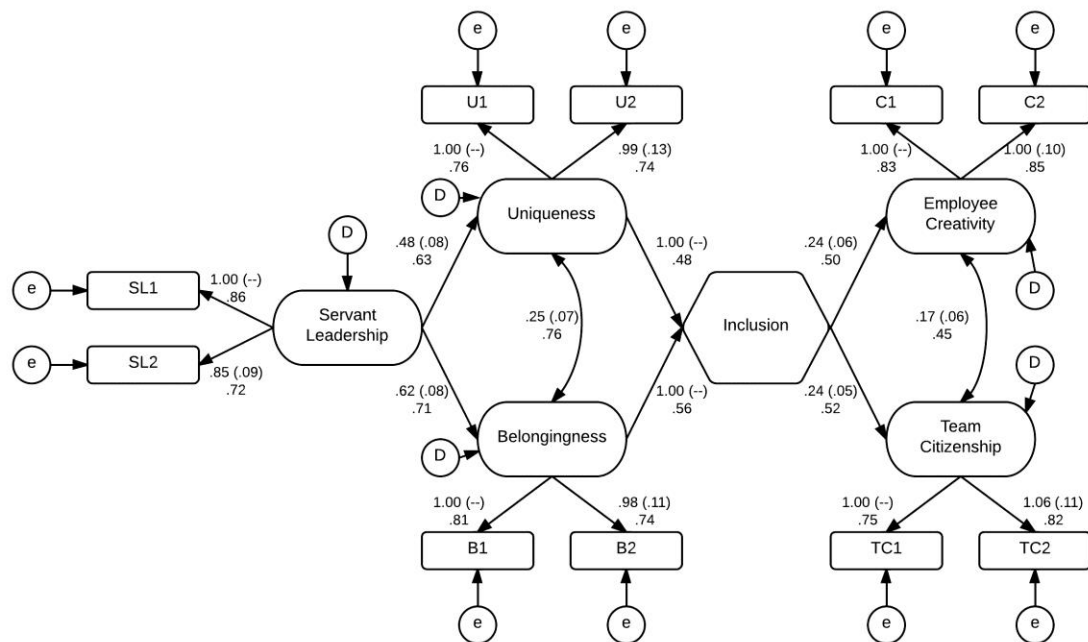 e
e
e
e
U1
U2
C1
C2
1.00 (--)
.76
.99 (.13)
.74
1.00 (--)
.83
1.00 (.10)
.85
D
Uniqueness
Employee
Creativity
D
.48 (.08)
.63
1.00 (--)
.48
.24 (.06)
.50
D
e
SL1
1.00 (--)
.86
Servant
Leadership
.25 (.07)
.76
Inclusion
.17 (.06)
.45
e
SL2
.85 (.09)
.72
.62 (.08)
.71
1.00 (--)
.56
.24 (.05)
.52
D
D
Belongingness
Team
Citizenship
1.00 (--)
.81
.98 (.11)
.74
1.00 (--)
.75
1.06 (.11)
.82
B1
B2
TC1
TC2
e
e
e
e